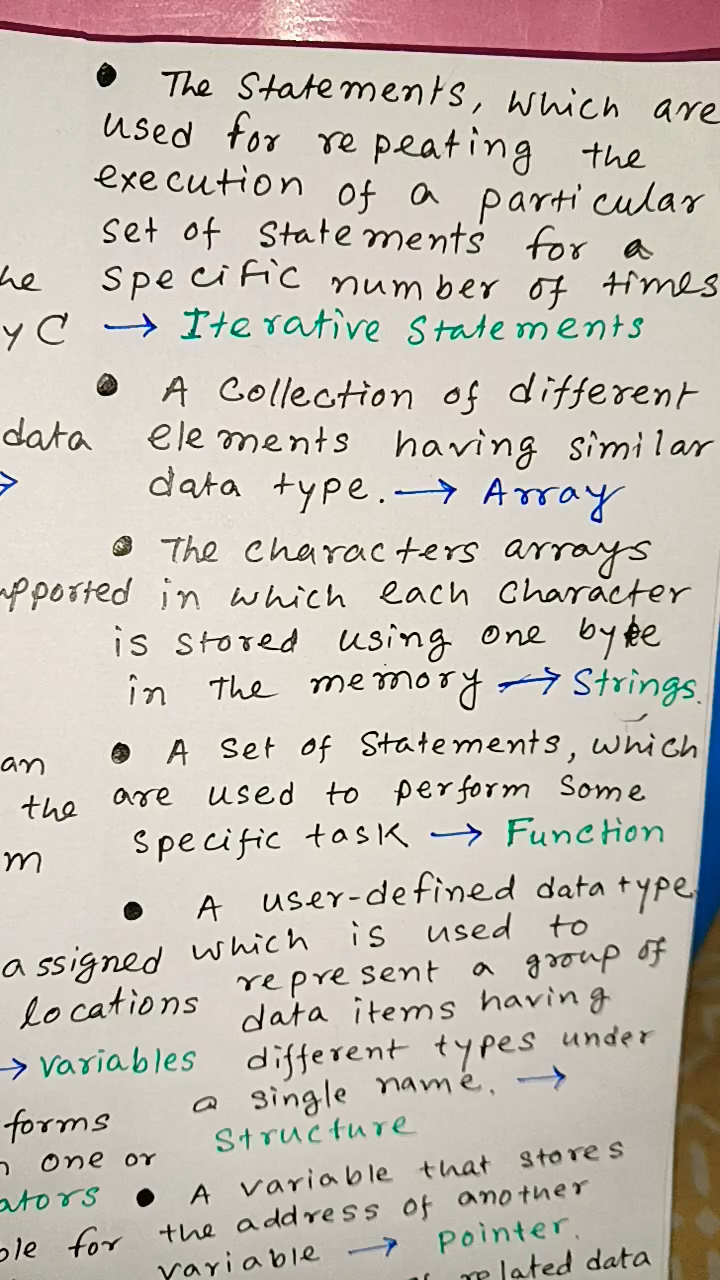 • The Statements, which are
used for repeating the
execution of a particular
set of statements for a
specific number of times
→ Iterative Statements
• A Collection of different
elements having similar
data type. → Array
• The characters arrays
in which each character
is stored using one byte
in the memory → Strings.
• A Set of Statements, which
are used to perform some
specific task → Function
• A user-defined data type
which is used to
represent a group of
data items having
different types under
a single name. →
Structure
• A variable that stores
the address of another
variable → pointer.
related data
y C
data
→
an
the
m
assigned
locations
→ variables
forms
one or
for